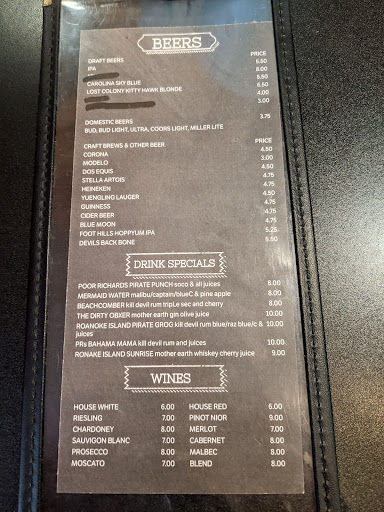 BEERS
DRAFT BEERS PRICE
IPA 5.50
8.00
CAROLINA SKY BLUE 5.50
LOST COLONY KITTY HAWK BLONDE 6.50
4.00
3.00
DOMESTIC BEERS 3.75
BUD, BUD LIGHT, ULTRA, COORS LIGHT, MILLER LITE
CRAFT BREWS & OTHER BEER PRICE
CORONA 4.50
MODELO 3.00
DOS EQUIS 4.50
STELLA ARTOIS 4.75
HEINEKEN 4.75
YUENGLING LAUGER 4.50
GUINNESS 4.75
CIDER BEER 4.75
BLUE MOON 4.75
FOOT HILLS HOPPYUM IPA 5.25
DEVILS BACK BONE 5.50
DRINK SPECIALS
POOR RICHARDS PIRATE PUNCH soco & all juices 8.00
MERMAID WATER malibu/captain/blueC & pine apple 8.00
BEACHCOMBER kill devil rum triple sec and cherry 8.00
THE DIRTY OBXER mother earth gin olive juice 10.00
ROANOKE ISLAND PIRATE GROG kill devil rum blue/raz blue/c & 10.00
juices
PRs BAHAMA MAMA kill devil rum and juices 10.00
RONAKE ISLAND SUNRISE mother earth whiskey cherry juice 9.00
WINES
HOUSE WHITE 6.00 HOUSE RED 6.00
RIESLING 7.00 PINOT NIOR 9.00
CHARDONEY 8.00 MERLOT 7.00
SAUVIGON BLANC 7.00 CABERNET 8.00
PROSECCO 8.00 MALBEC 8.00
MOSCATO 7.00 BLEND 8.00